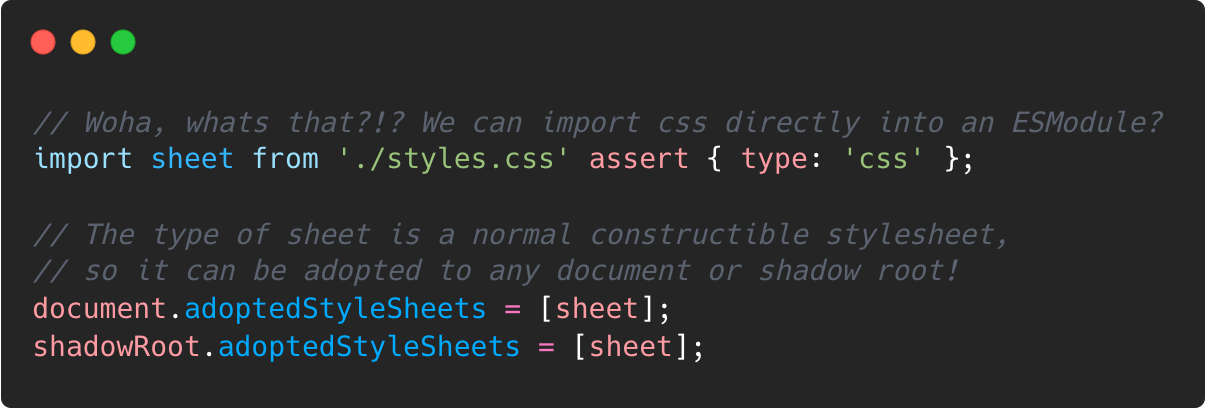 // Woha, whats that?!? We can import css directly into an ESModule?
import sheet from './styles.css' assert { type: 'css' };
// The type of sheet is a normal constructible stylesheet,
// so it can be adopted to any document or shadow root!
document.adoptedStyleSheets = [sheet];
shadowRoot.adoptedStyleSheets = [sheet];